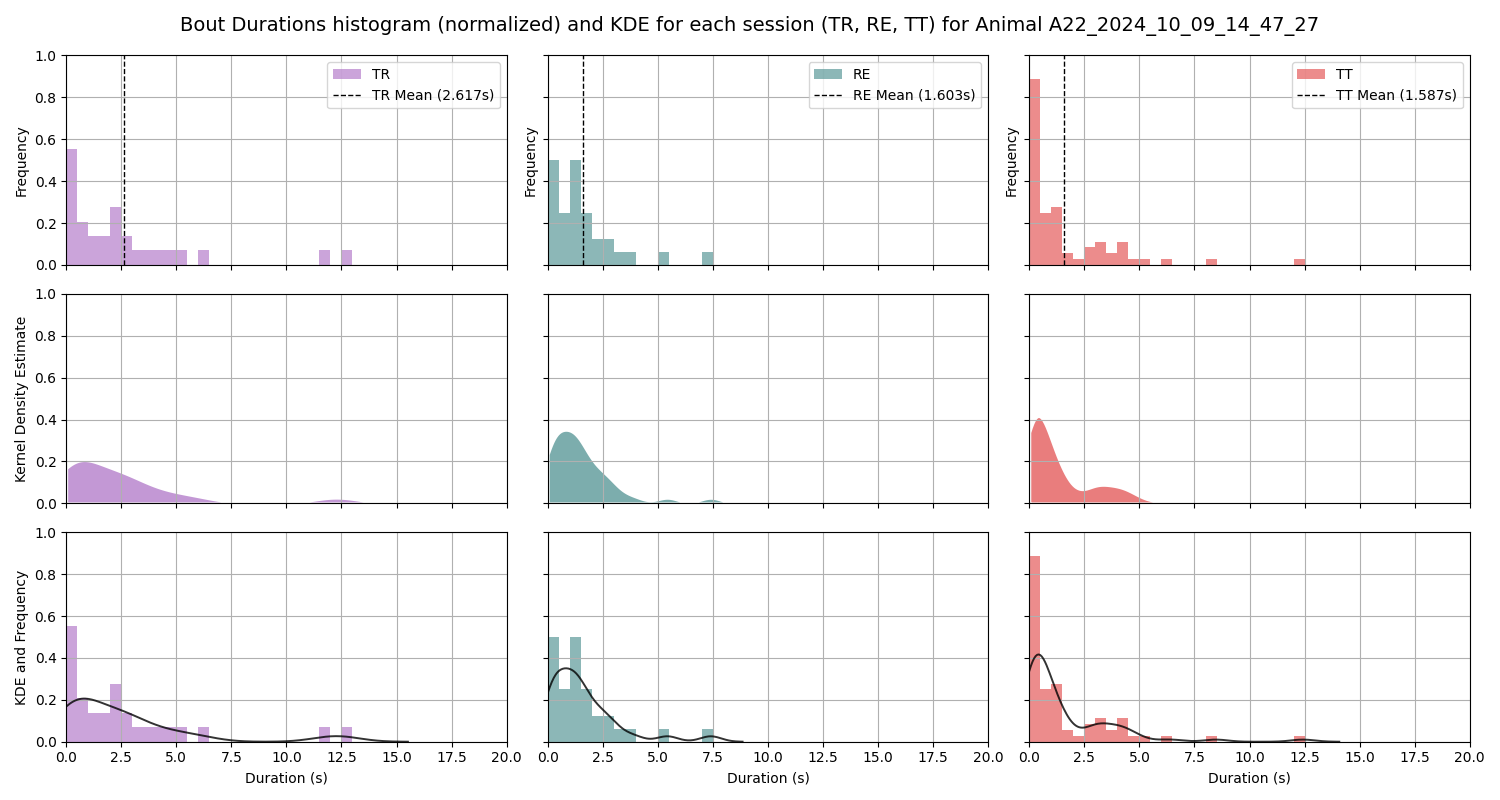 Bout Durations histogram (normalized) and KDE for each session (TR, RE, TT) for Animal A22_2024_10_09_14_47_27
Frequency
1.0
0.8
0.6
0.4
0.2
0.0
TR
TR Mean (2.617s)
Frequency
RE
RE Mean (1.603s)
Frequency
TT
TT Mean (1.587s)
Kernel Density Estimate
1.0
0.8
0.6
0.4
0.2
0.0
KDE and Frequency
1.0
0.8
0.6
0.4
0.2
0.0
0.0 2.5 5.0 7.5 10.0 12.5 15.0 17.5 20.0
Duration (s)
0.0 2.5 5.0 7.5 10.0 12.5 15.0 17.5 20.0
Duration (s)
0.0 2.5 5.0 7.5 10.0 12.5 15.0 17.5 20.0
Duration (s)